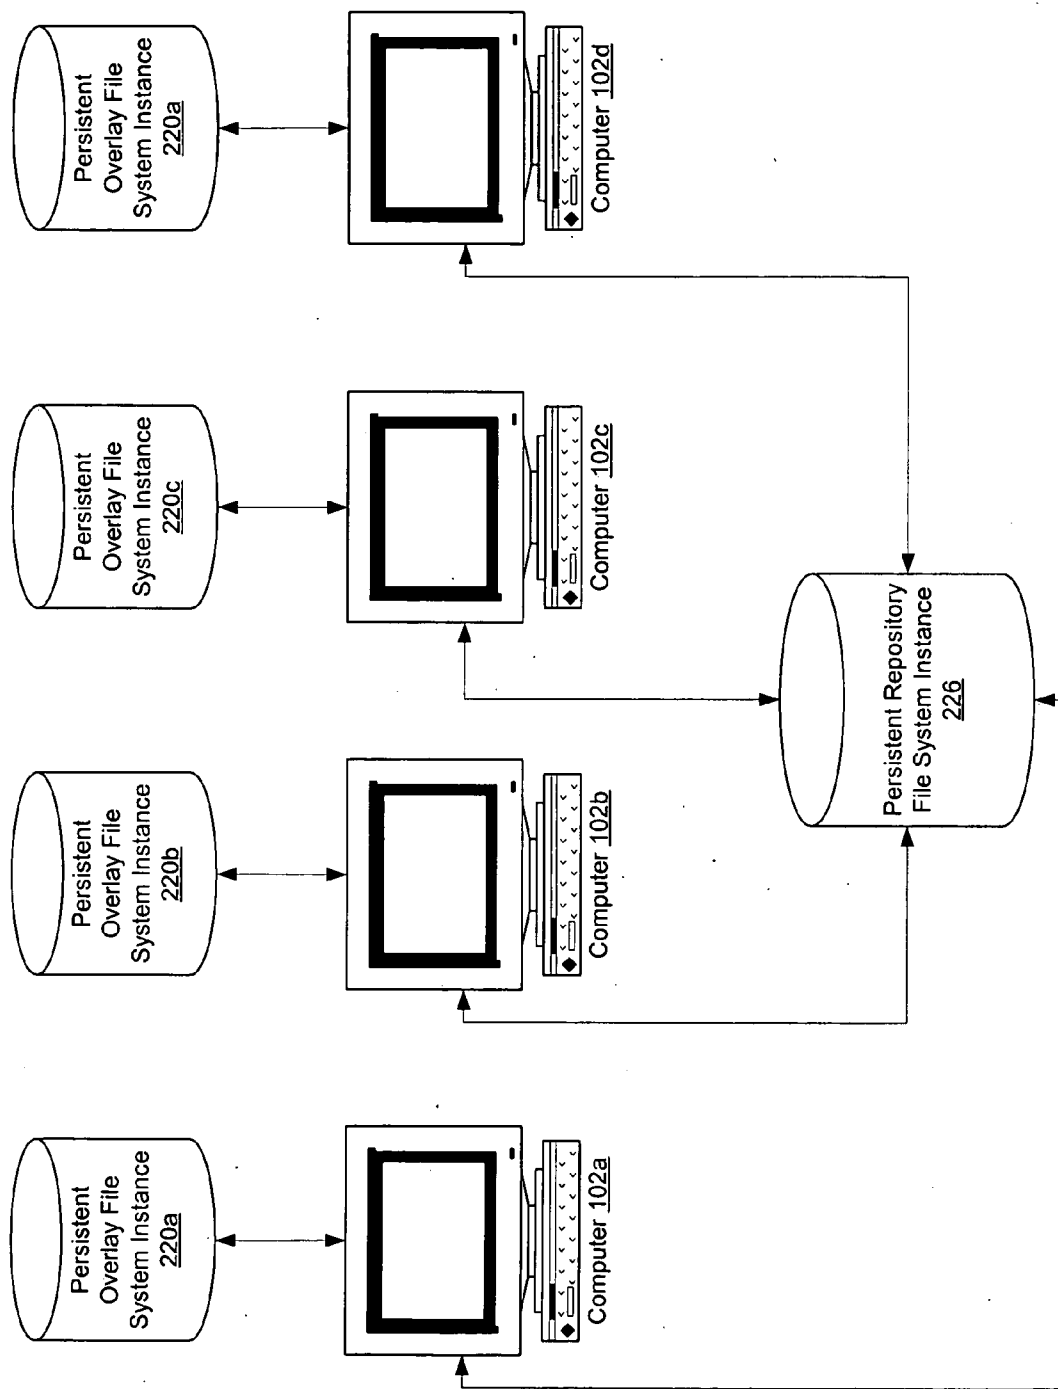 Persistent
Overlay File
System Instance
220a
Persistent
Overlay File
System Instance
220b
Persistent
Overlay File
System Instance
220c
Persistent
Overlay File
System Instance
220a
Computer 102a
Computer 102b
Computer 102c
Computer 102d
Persistent Repository
File System Instance
226